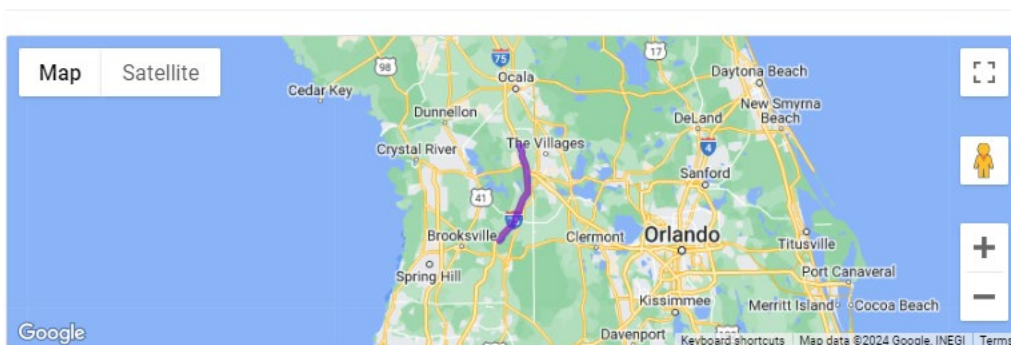 Map
Satellite
98
75
Ocala
17
Daytona Beach
Cedar Key
Dunnellon
New Smyrna
Beach
DeLand
Crystal River
The Villages
4
Sanford
41
Brooksville
Clermont
Orlando
Titusville
Spring Hill
Port Canaveral
Kissimmee
Merritt Island
Cocoa Beach
Davenport
Google
Keyboard shortcuts
Map data ©2024 Google, INEGI
Terms